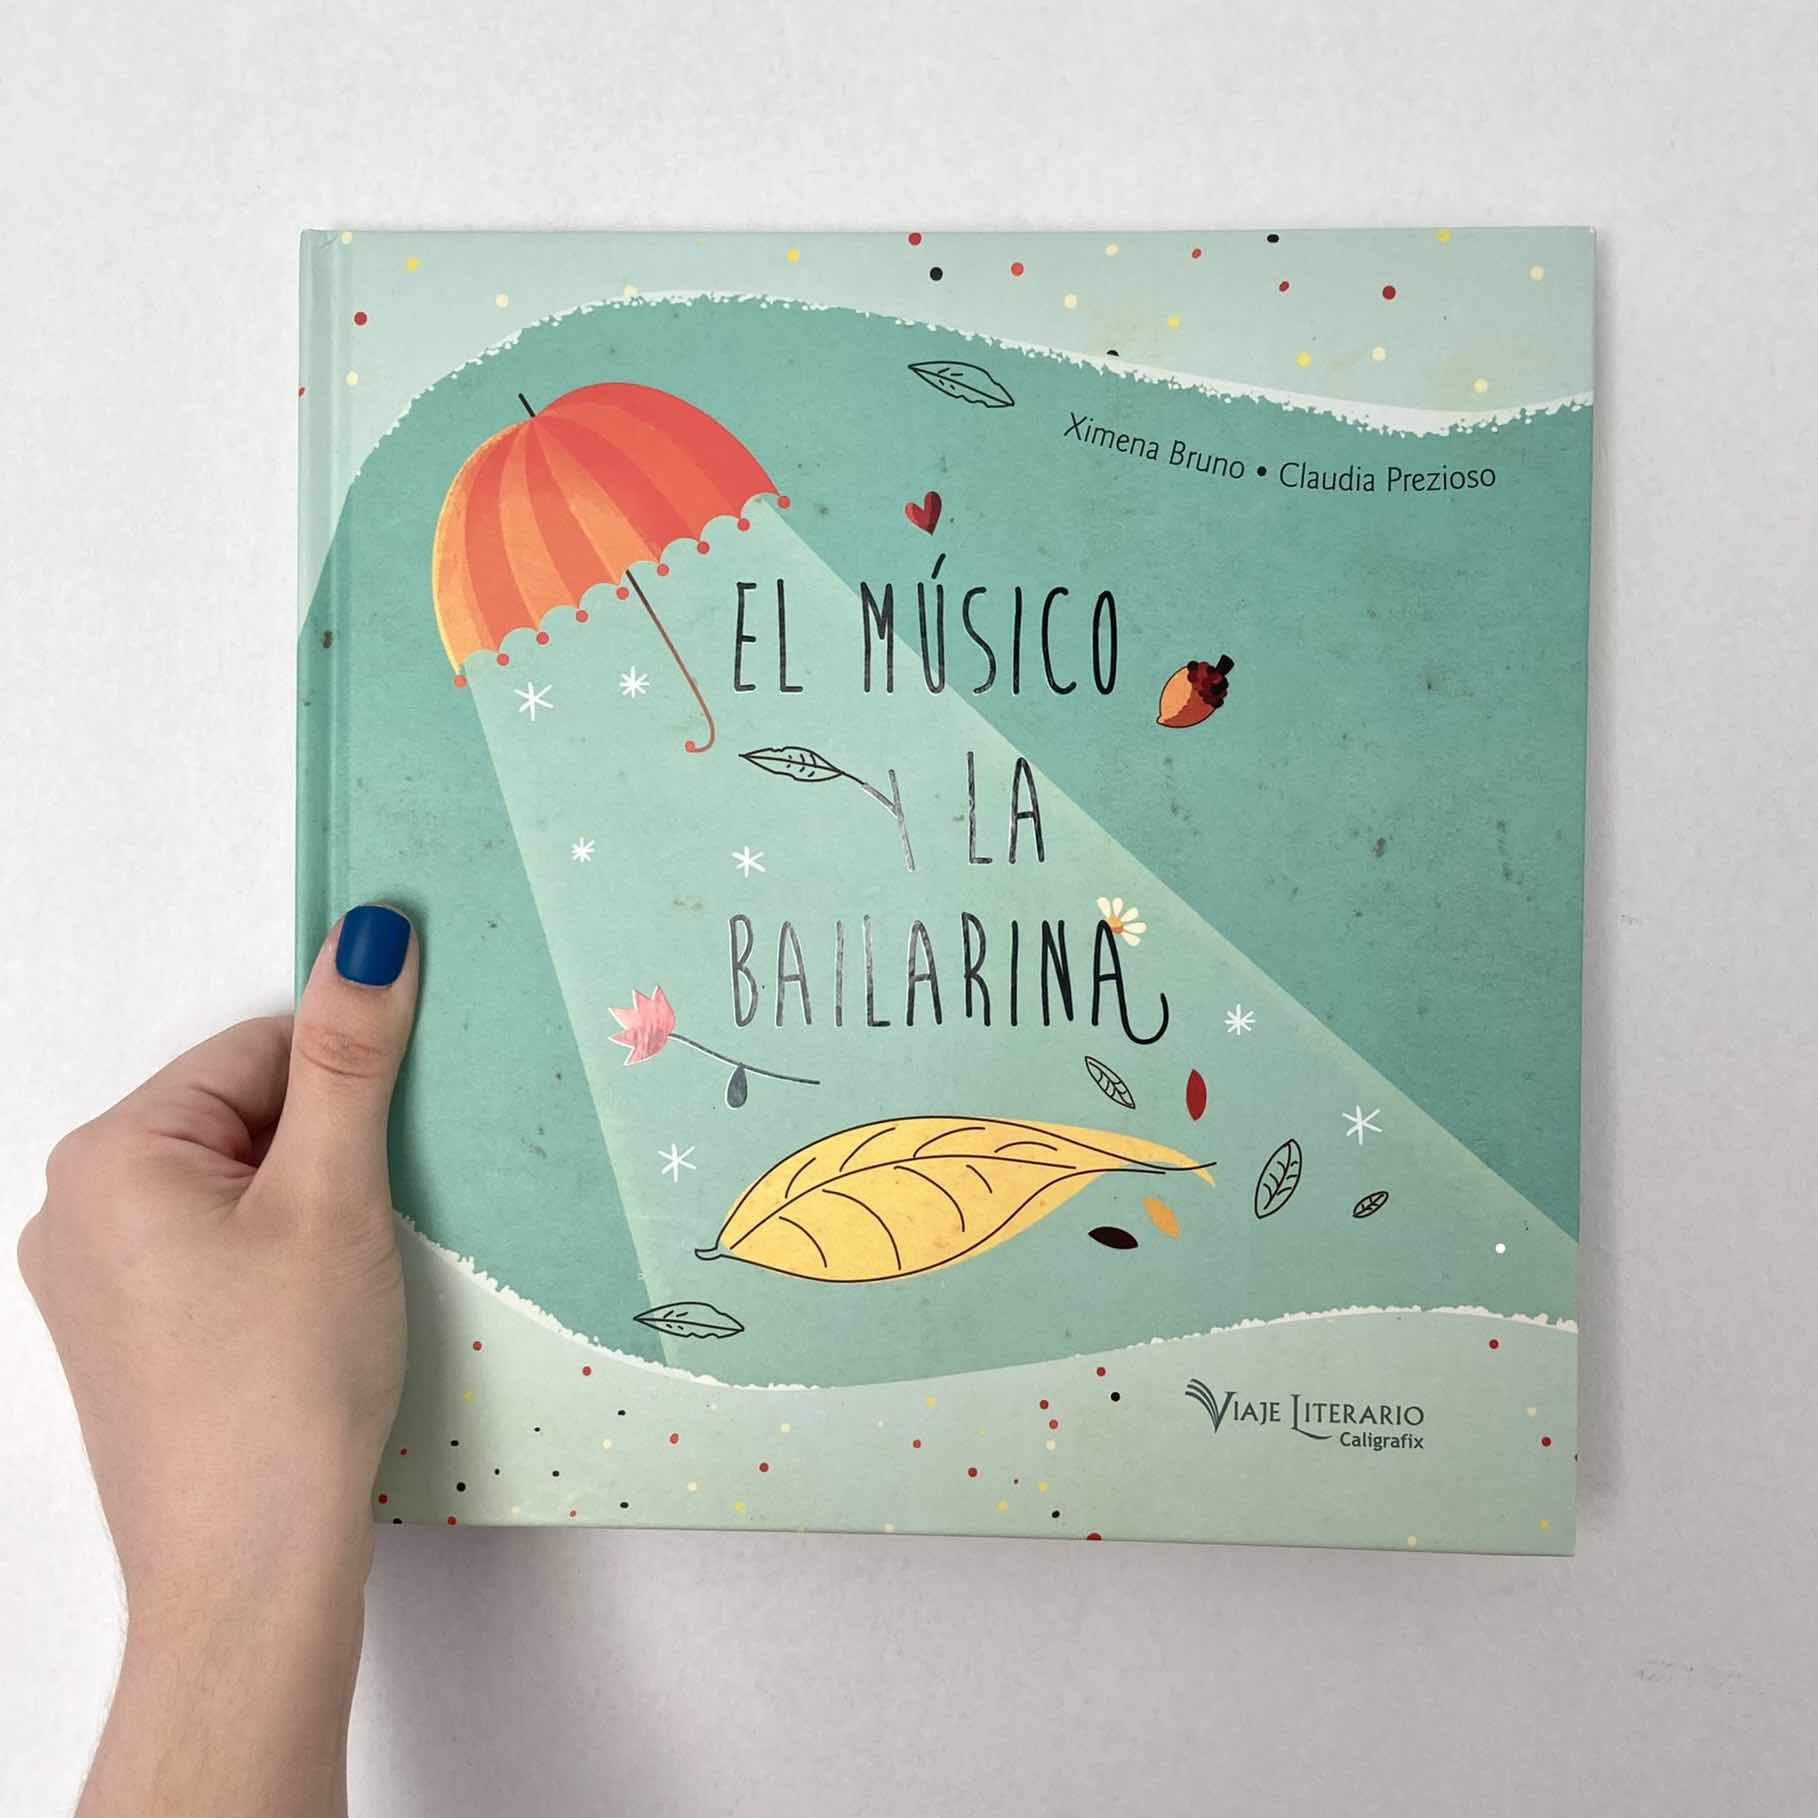 Ximena Bruno • Claudia Prezioso
EL MÚSICO
Y LA
BAILARINA
VIAJE LITERARIO
Caligrafix